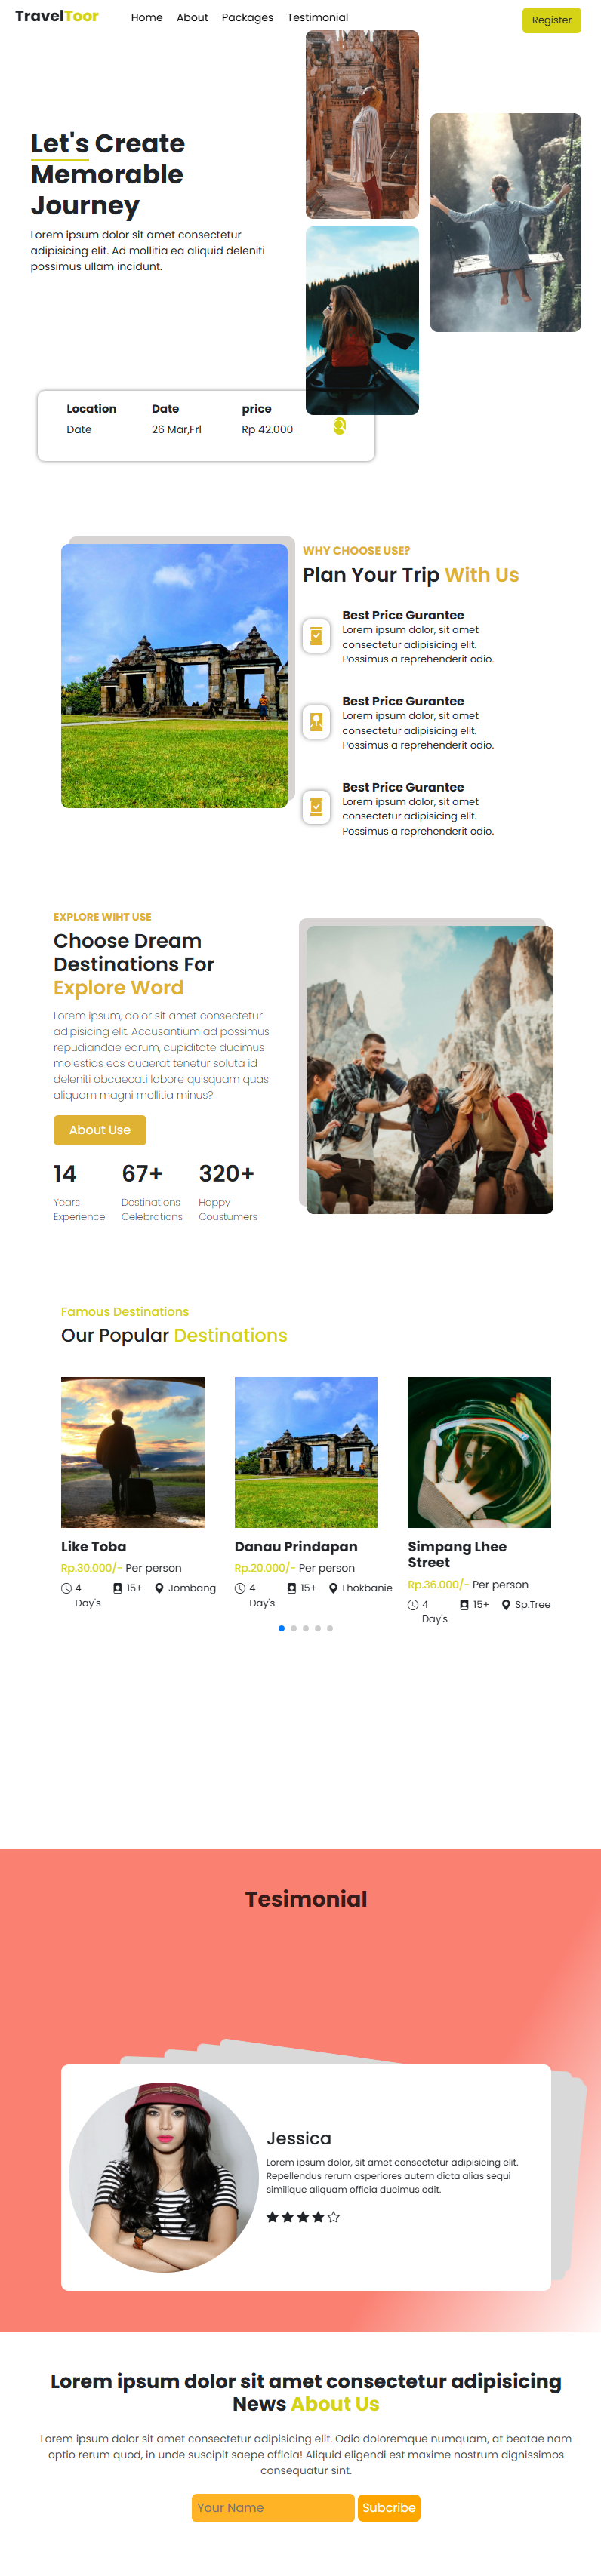 TravelToor
Home About Packages Testimonial
Register
Let's Create
Memorable
Journey
Lorem ipsum dolor sit amet consectetur
adipisicing elit. Ad mollitia ea aliquid deleniti
possimus ullam incidunt.
Location Date price
Date 26 Mar,FrI Rp 42.000
WHY CHOOSE USE?
Plan Your Trip With Us
Best Price Gurantee
Lorem ipsum dolor, sit amet
consectetur adipisicing elit.
Possimus a reprehenderit odio.
Best Price Gurantee
Lorem ipsum dolor, sit amet
consectetur adipisicing elit.
Possimus a reprehenderit odio.
Best Price Gurantee
Lorem ipsum dolor, sit amet
consectetur adipisicing elit.
Possimus a reprehenderit odio.
EXPLORE WIHT USE
Choose Dream
Destinations For
Explore Word
Lorem ipsum, dolor sit amet consectetur
adipisicing elit. Accusantium ad possimus
repudiandae earum, cupiditate ducimus
molestias eos quaerat tenetur soluta id
deleniti obcaecati labore quisquam quas
aliquam magni mollitia minus?
About Use
14 67+ 320+
Years Destinations Happy
Experience Celebrations Coustumers
Famous Destinations
Our Popular Destinations
Like Toba
Rp.30.000/- Per person
4 15+ Jombang
Day's
Danau Prindapan
Rp.20.000/- Per person
4 15+ Lhokbanie
Day's
Simpang Lhee
Street
Rp.36.000/- Per person
4 15+ Sp.Tree
Day's
Tesimonial
Jessica
Lorem ipsum dolor, sit amet consectetur adipisicing elit.
Repellendus rerum asperiores autem dicta alias sequi
similique aliquam officia ducimus odit.
Lorem ipsum dolor sit amet consectetur adipisicing
News About Us
Lorem ipsum dolor sit amet consectetur adipisicing elit. Odio doloremque numquam, at beatae nam
optio rerum quod, in unde suscipit saepe officia! Aliquid eligendi est maxime nostrum dignissimos
consequatur sint.
Your Name
Subcribe